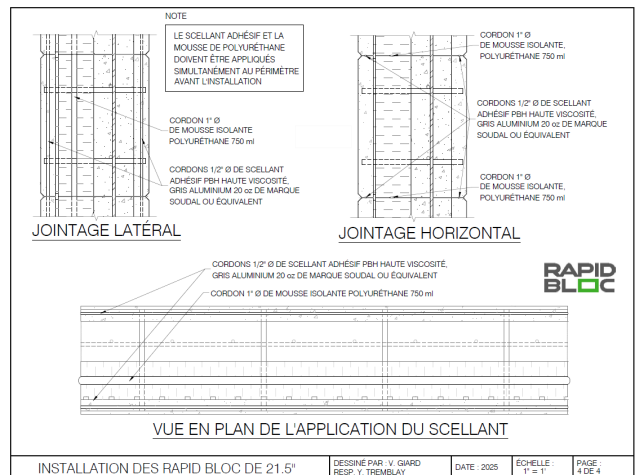 NOTE
LE SCELLANT ADHÉSIF ET LA
MOUSSE DE POLYURÉTHANE
DOIVENT ÊTRE APPLIQUÉS
SIMULTANÉMENT AU PÉRIMÈTRE
AVANT L'INSTALLATION
CORDON 1" Ø
DE MOUSSE ISOLANTE
POLYURÉTHANE 750 ml
CORDONS 1/2" Ø DE SCELLANT
ADHÉSIF PBH HAUTE VISCOSITÉ,
GRIS ALUMINIUM 20 oz DE MARQUE
SOUDAL OU ÉQUIVALENT
JOINTAGE LATÉRAL
CORDON 1" Ø
DE MOUSSE ISOLANTE,
POLYURÉTHANE 750 ml
CORDONS 1/2" Ø DE SCELLANT
ADHÉSIF PBH HAUTE VISCOSITÉ,
GRIS ALUMINIUM 20 oz DE MARQUE
SOUDAL OU ÉQUIVALENT
CORDON 1" Ø
DE MOUSSE ISOLANTE,
POLYURÉTHANE 750 ml
JOINTAGE HORIZONTAL
CORDONS 1/2" Ø DE SCELLANT ADHÉSIF PBH HAUTE VISCOSITÉ,
GRIS ALUMINIUM 20 oz DE MARQUE SOUDAL OU ÉQUIVALENT
CORDON 1" Ø DE MOUSSE ISOLANTE POLYURÉTHANE 750 ml
RAPID
BLOC
VUE EN PLAN DE L'APPLICATION DU SCELLANT
INSTALLATION DES RAPID BLOC DE 21.5"
DESSINÉ PAR : V. GIARD
RESP. Y. TREMBLAY
DATE : 2025
ÉCHELLE :
1" = 1'
PAGE :
4 DE 4